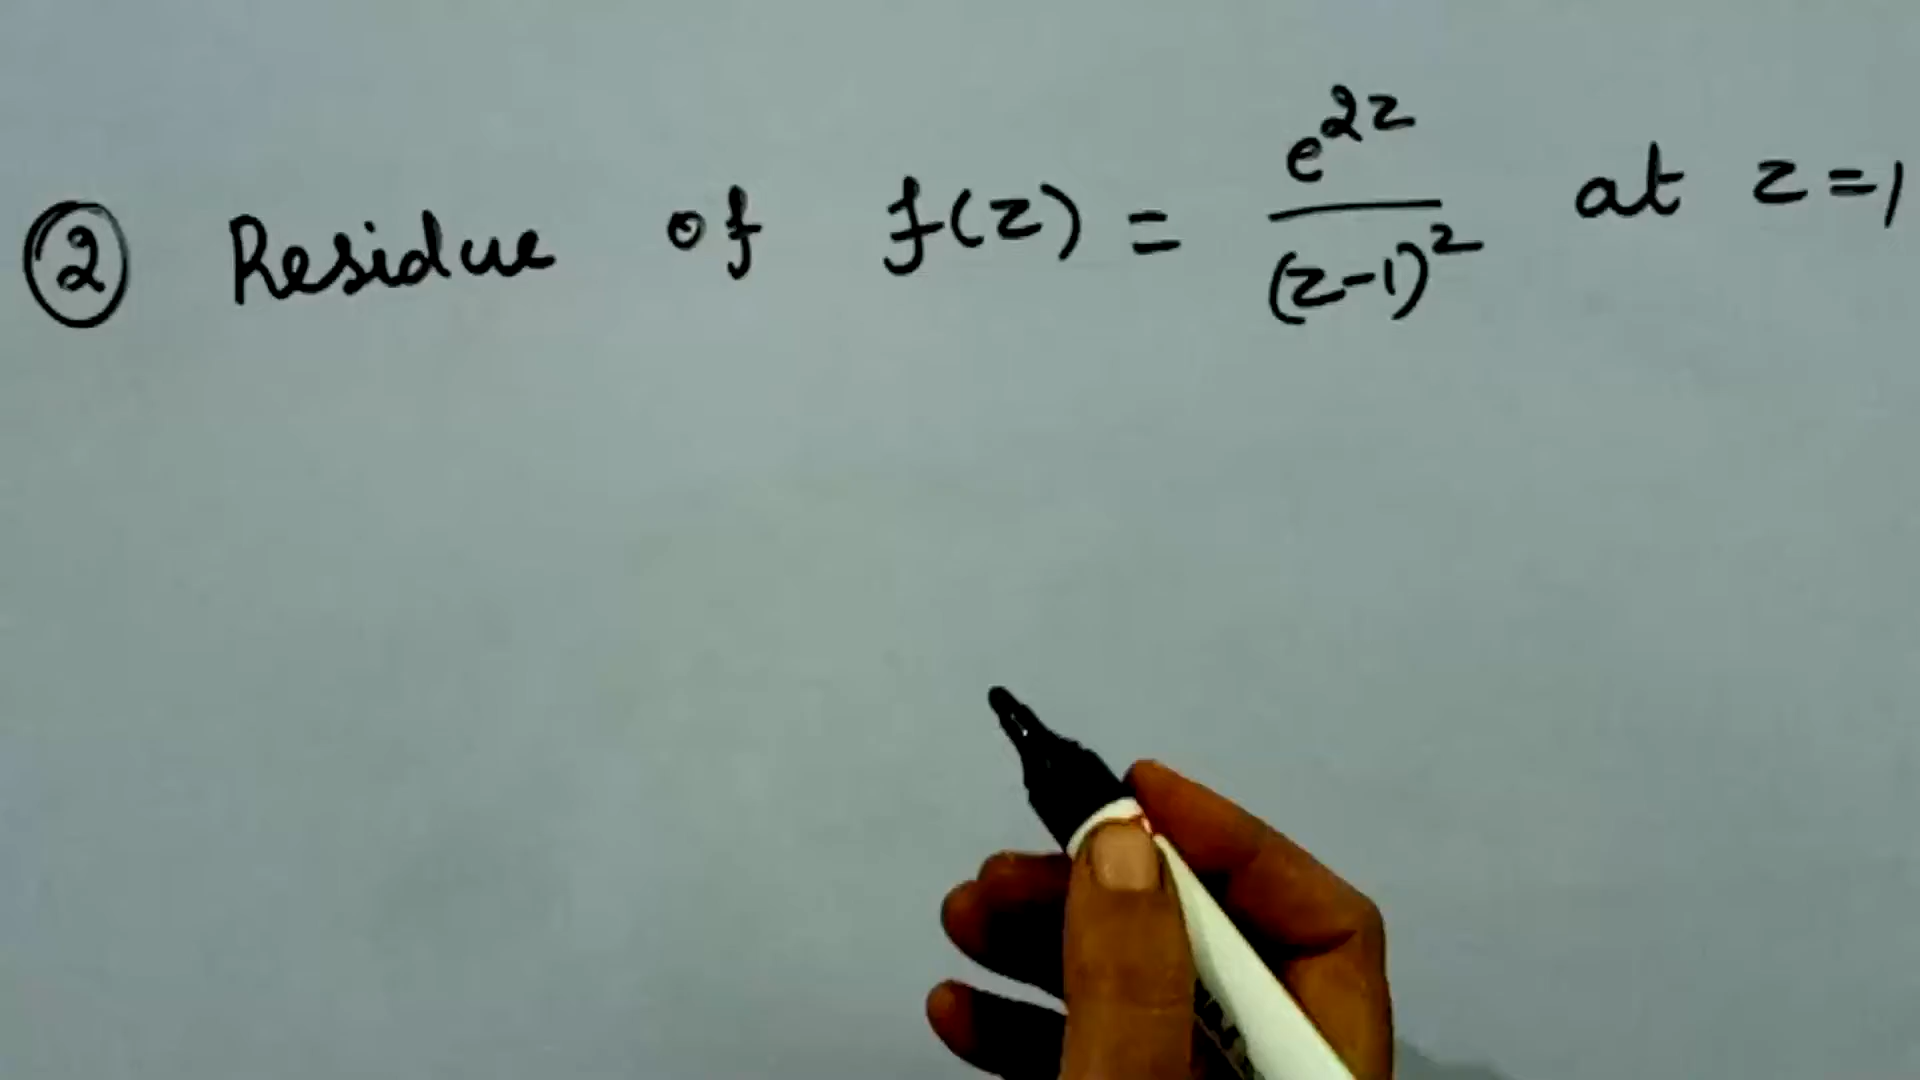 ② Residue of f(z) = e^{2z}/(z-1)^2 at z=1